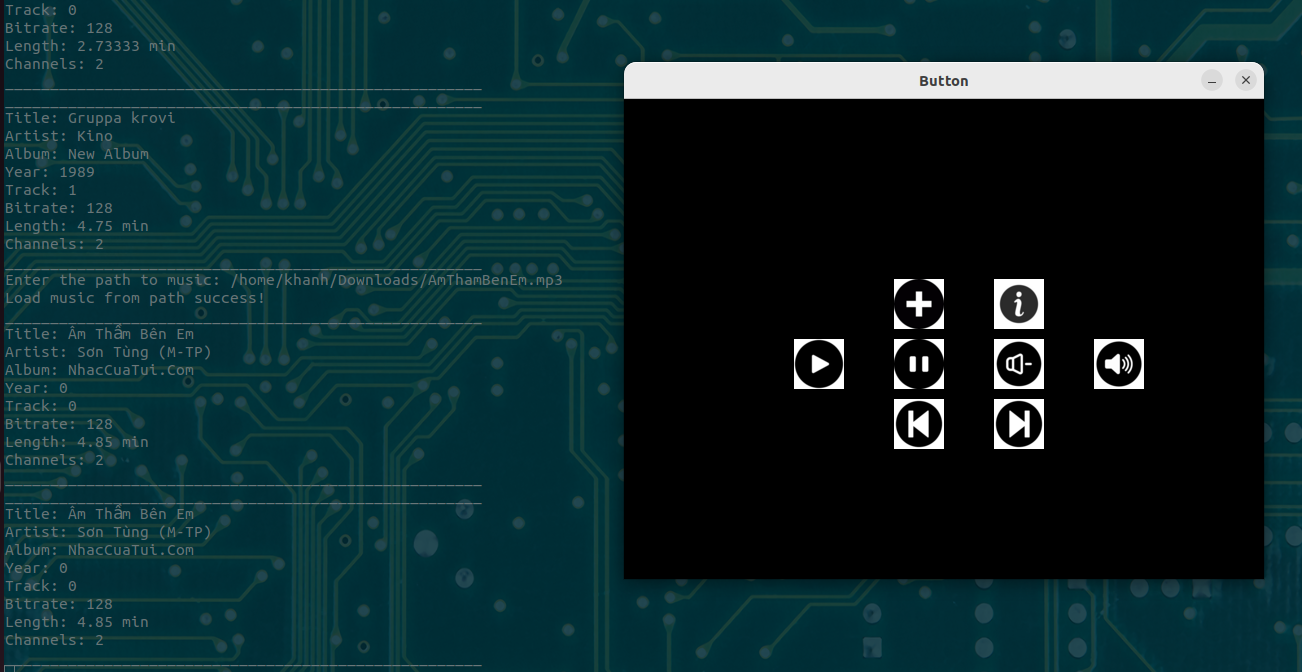 Track: 0
Bitrate: 128
Length: 2.73333 min
Channels: 2
Title: Gruppa krovi
Artist: Kino
Album: New Album
Year: 1989
Track: 1
Bitrate: 128
Length: 4.75 min
Channels: 2
Enter the path to music: /home/khanh/Downloads/AmThamBenEm.mp3
Load music from path success!
Title: Âm Thầm Bên Em
Artist: Sơn Tùng (M-TP)
Album: NhacCuaTui.Com
Year: 0
Track: 0
Bitrate: 128
Length: 4.85 min
Channels: 2
Title: Âm Thầm Bên Em
Artist: Sơn Tùng (M-TP)
Album: NhacCuaTui.Com
Year: 0
Track: 0
Bitrate: 128
Length: 4.85 min
Channels: 2
Button